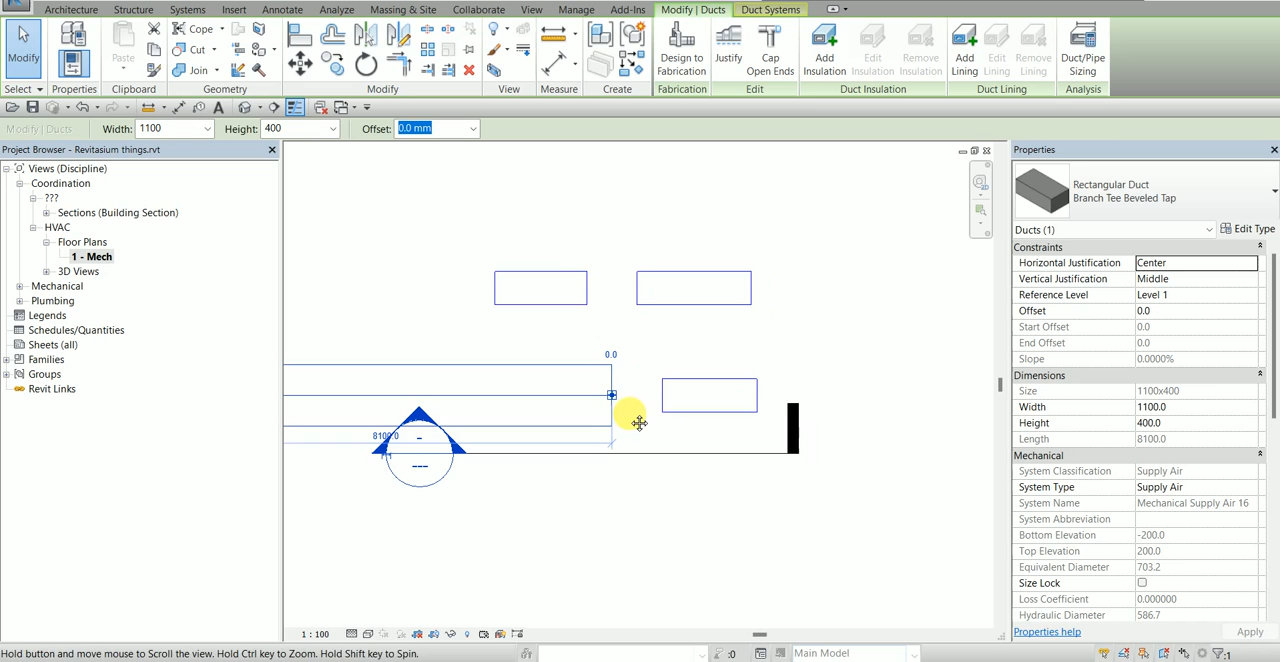 Architecture Structure Systems Insert Annotate Analyze Massing & Site Collaborate View Manage Add-Ins Modify | Ducts Duct Systems
Modify
Select
Properties
Paste
Clipboard
Cope
Cut
Join
Geometry
Modify
View
Measure
Create
Design to
Fabrication
Fabrication
Justify
Cap
Open Ends
Edit
Add
Insulation
Edit
Insulation
Remove
Insulation
Duct Insulation
Add
Lining
Edit
Lining
Remove
Lining
Duct Lining
Duct/Pipe
Sizing
Analysis
A
Modify | Ducts Width: 1100 Height: 400 Offset: 0.0 mm
Project Browser - Revitasium things.rvt
Views (Discipline)
Coordination
???
Sections (Building Section)
HVAC
Floor Plans
1 - Mech
3D Views
Mechanical
Plumbing
Legends
Schedules/Quantities
Sheets (all)
Families
Groups
Revit Links
0.0
8100.0
-
---
1 : 100
Properties
Rectangular Duct
Branch Tee Beveled Tap
Ducts (1) Edit Type
Constraints
Horizontal Justification Center
Vertical Justification Middle
Reference Level Level 1
Offset 0.0
Start Offset 0.0
End Offset 0.0
Slope 0.0000%
Dimensions
Size 1100x400
Width 1100.0
Height 400.0
Length 8100.0
Mechanical
System Classification Supply Air
System Type Supply Air
System Name Mechanical Supply Air 16
System Abbreviation
Bottom Elevation -200.0
Top Elevation 200.0
Equivalent Diameter 703.2
Size Lock
Loss Coefficient 0.000000
Hydraulic Diameter 586.7
Properties help Apply
Hold button and move mouse to Scroll the view. Hold Ctrl key to Zoom. Hold Shift key to Spin. :0 Main Model :1